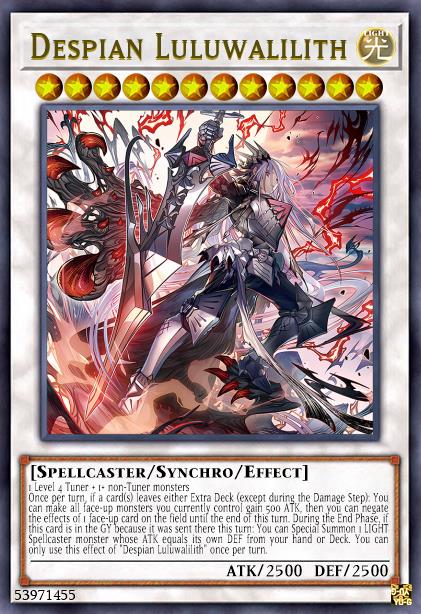 Despian Luluwalilith
LIGHT
光
[Spellcaster/Synchro/Effect]
1 Level 4 Tuner + 1+ non-Tuner monsters
Once per turn, if a card(s) leaves either Extra Deck (except during the Damage Step): You
can make all face-up monsters you currently control gain 500 ATK, then you can negate
the effects of 1 face-up card on the field until the end of this turn. During the End Phase, if
this card is in the GY because it was sent there this turn: You can Special Summon 1 LIGHT
Spellcaster monster whose ATK equals its own DEF from your hand or Deck. You can
only use this effect of "Despian Luluwalilith" once per turn.
ATK/2500 DEF/2500
53971455